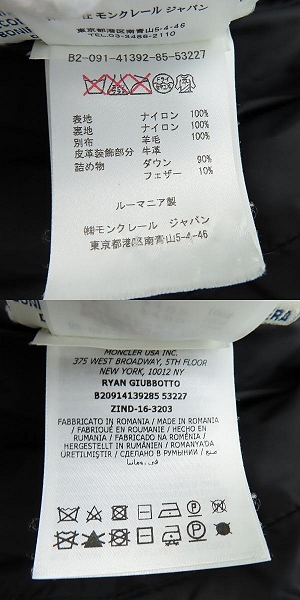 モンクレール ジャパン
東京都港区南青山5-4-46
TEL.03-3486-2110
B2-091-41392-85-53227
表地 ナイロン 100%
裏地 ナイロン 100%
別布 羊毛 100%
皮革装飾部分 牛革
詰め物 ダウン 90%
フェザー 10%
ルーマニア製
㈱モンクレール ジャパン
東京都港区南青山5-4-46
MONCLER USA INC.
375 WEST BROADWAY, 5TH FLOOR
NEW YORK, 10012 NY
RYAN GIUBBOTTO
B20914139285 53227
ZIND-16-3203
FABBRICATO IN ROMANIA / MADE IN ROMANIA
/ FABRIQUÉ EN ROUMANIE / HECHO EN
RUMANIA / FABRICADO NA ROMÊNIA /
HERGESTELLT IN RUMÄNIEN / ROMANYADA
ÜRETILMIŞTIR / СДЕЛАНО В РУМЫНИИ /